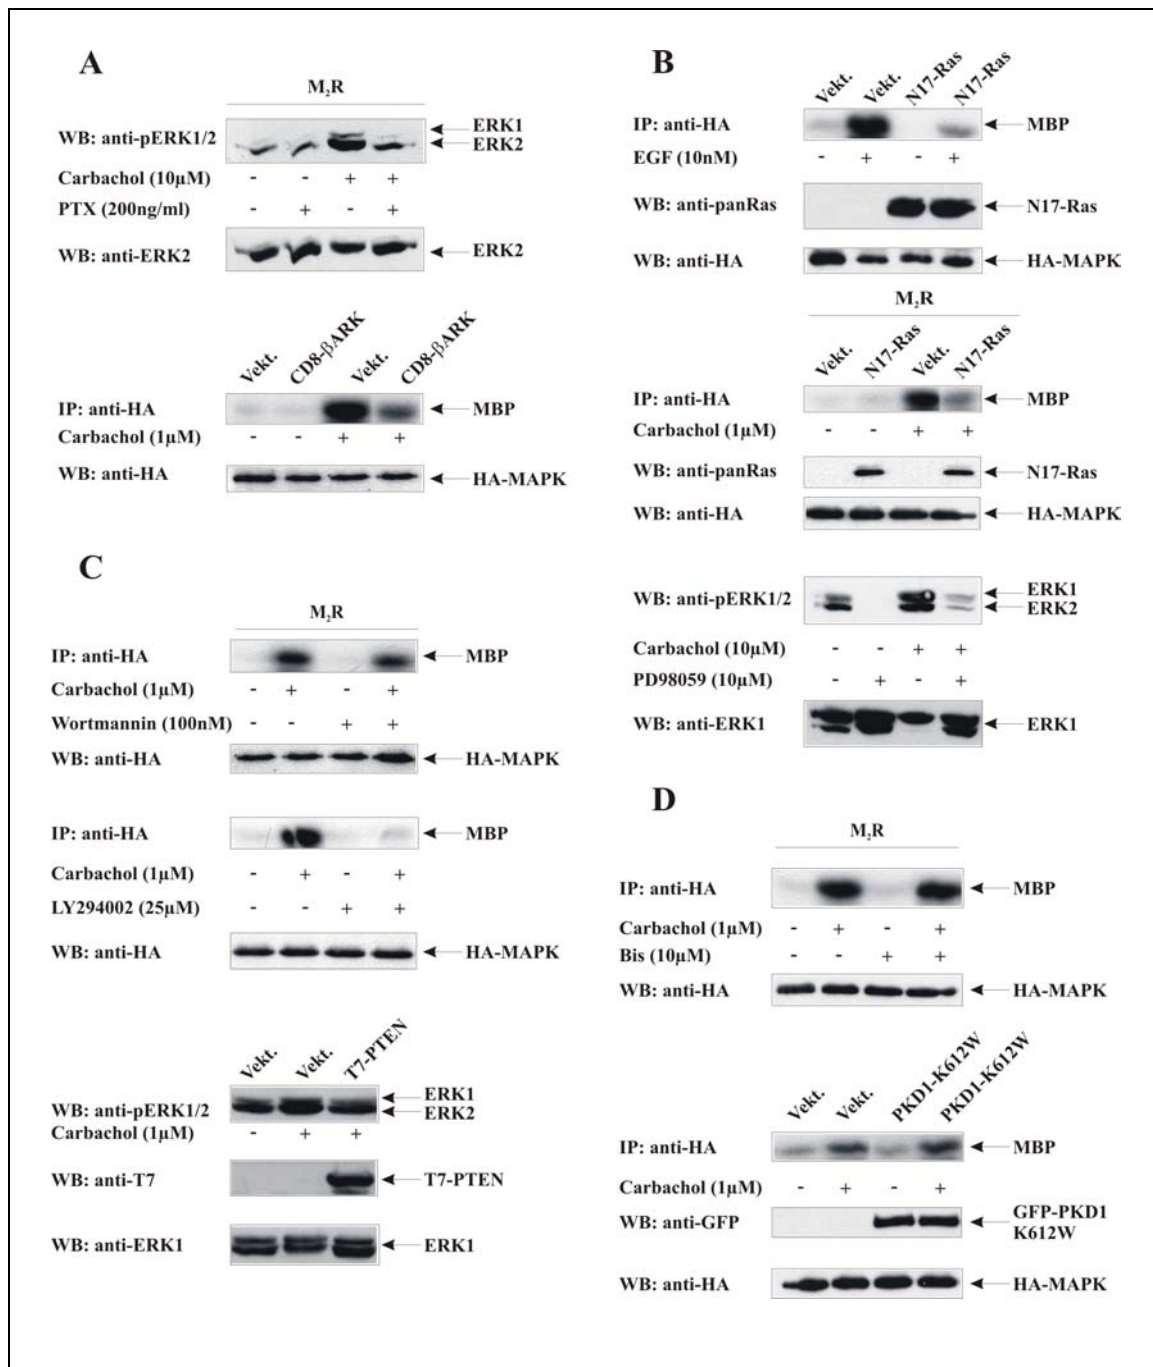 A
M₂R
WB: anti-pERK1/2
ERK1
ERK2
Carbachol (10µM) - - + +
PTX (200ng/ml) - + - +
WB: anti-ERK2 ERK2
Vekt. CD8-βARK Vekt. CD8-βARK
IP: anti-HA MBP
Carbachol (1µM) - - + +
WB: anti-HA HA-MAPK
B
Vekt. Vekt. N17-Ras N17-Ras
IP: anti-HA MBP
EGF (10nM) - + - +
WB: anti-panRas N17-Ras
WB: anti-HA HA-MAPK
M₂R
Vekt. N17-Ras Vekt. N17-Ras
IP: anti-HA MBP
Carbachol (1µM) - - + +
WB: anti-panRas N17-Ras
WB: anti-HA HA-MAPK
WB: anti-pERK1/2
ERK1
ERK2
Carbachol (10µM) - - + +
PD98059 (10µM) - + - +
WB: anti-ERK1 ERK1
C
M₂R
IP: anti-HA MBP
Carbachol (1µM) - + - +
Wortmannin (100nM) - - + +
WB: anti-HA HA-MAPK
IP: anti-HA MBP
Carbachol (1µM) - + - +
LY294002 (25µM) - - + +
WB: anti-HA HA-MAPK
Vekt. Vekt. T7-PTEN
WB: anti-pERK1/2
ERK1
ERK2
Carbachol (1µM) - + +
WB: anti-T7 T7-PTEN
WB: anti-ERK1 ERK1
D
M₂R
IP: anti-HA MBP
Carbachol (1µM) - + - +
Bis (10µM) - - + +
WB: anti-HA HA-MAPK
Vekt. Vekt. PKD1-K612W PKD1-K612W
IP: anti-HA MBP
Carbachol (1µM) - + - +
WB: anti-GFP GFP-PKD1
K612W
WB: anti-HA HA-MAPK